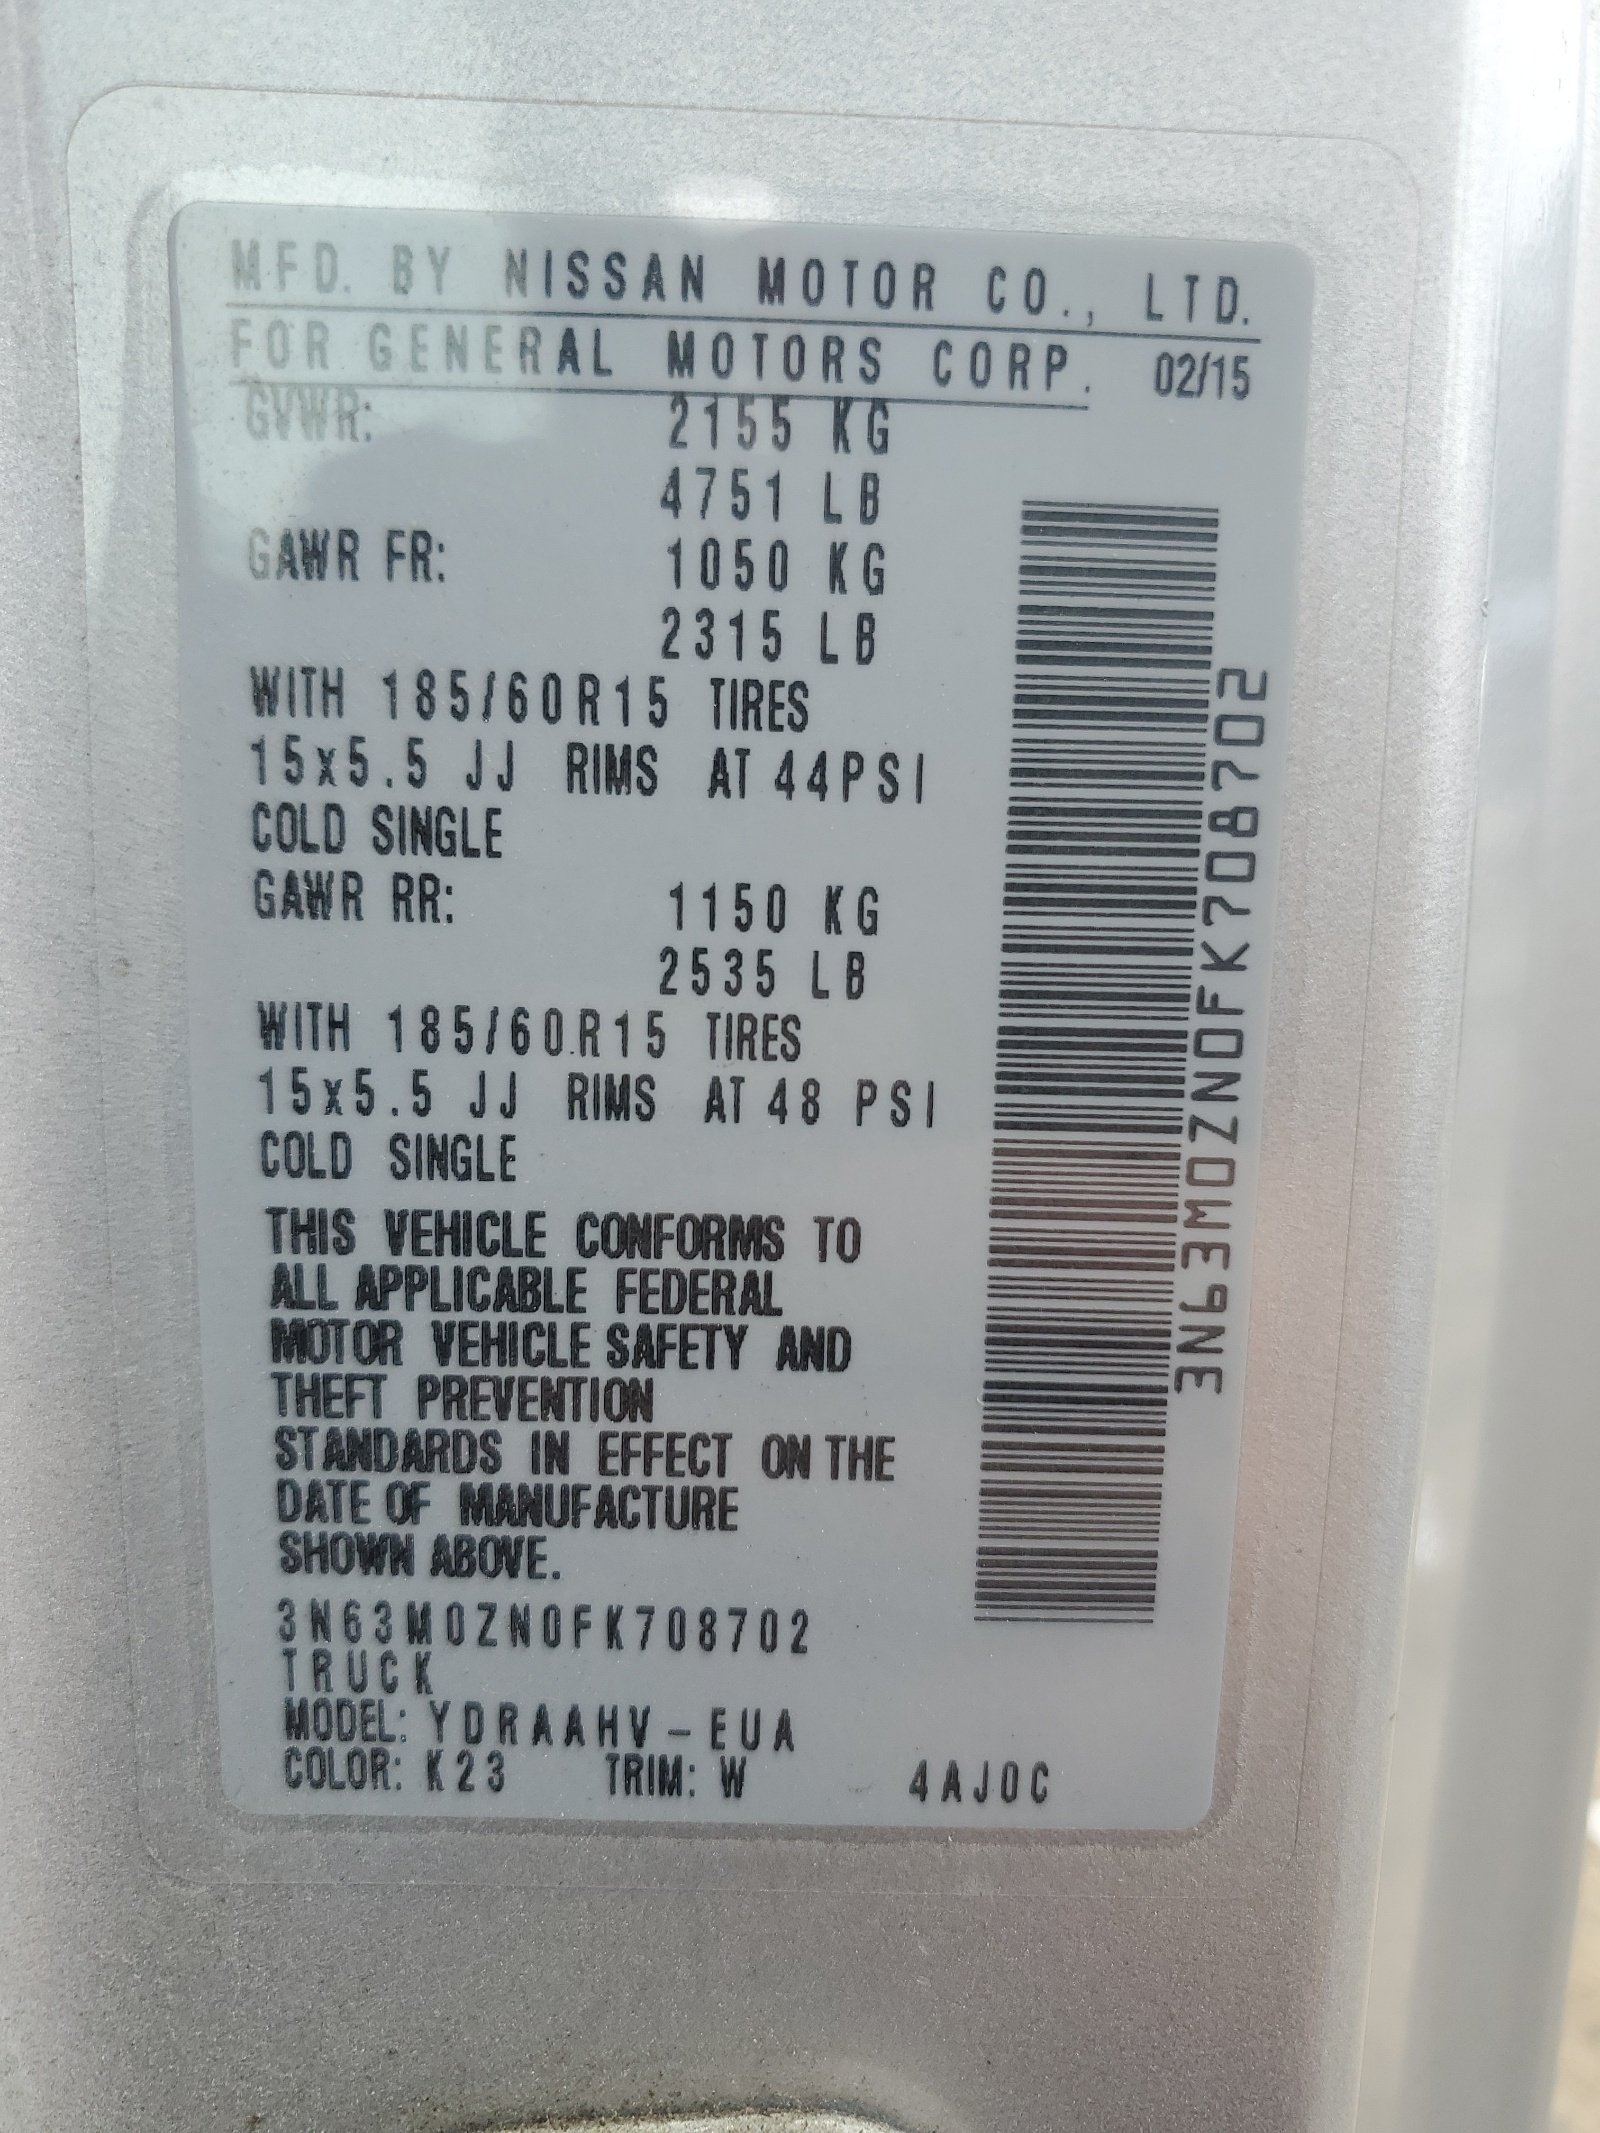 MFD. BY NISSAN MOTOR CO., LTD.
FOR GENERAL MOTORS CORP. 02/15
GVWR: 2155 KG
4751 LB
GAWR FR: 1050 KG
2315 LB
WITH 185/60R15 TIRES
15x5.5 JJ RIMS AT 44PSI
COLD SINGLE
GAWR RR: 1150 KG
2535 LB
WITH 185/60R15 TIRES
15x5.5 JJ RIMS AT 48 PSI
COLD SINGLE
THIS VEHICLE CONFORMS TO
ALL APPLICABLE FEDERAL
MOTOR VEHICLE SAFETY AND
THEFT PREVENTION
STANDARDS IN EFFECT ON THE
DATE OF MANUFACTURE
SHOWN ABOVE.
3N63M0ZN0FK708702
TRUCK
MODEL: YDRAAHV-EUA
COLOR: K23 TRIM: W 4AJ0C
3N63M0ZN0FK708702